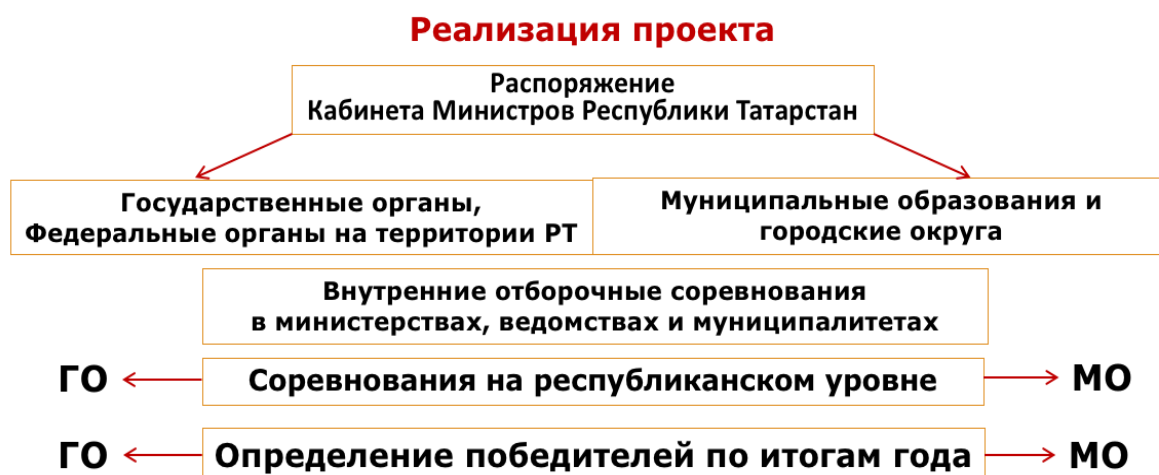 Реализация проекта
Распоряжение
Кабинета Министров Республики Татарстан
Государственные органы,
Федеральные органы на территории РТ
Муниципальные образования и
городские округа
Внутренние отборочные соревнования
в министерствах, ведомствах и муниципалитетах
ГО
Соревнования на республиканском уровне
МО
ГО
Определение победителей по итогам года
МО